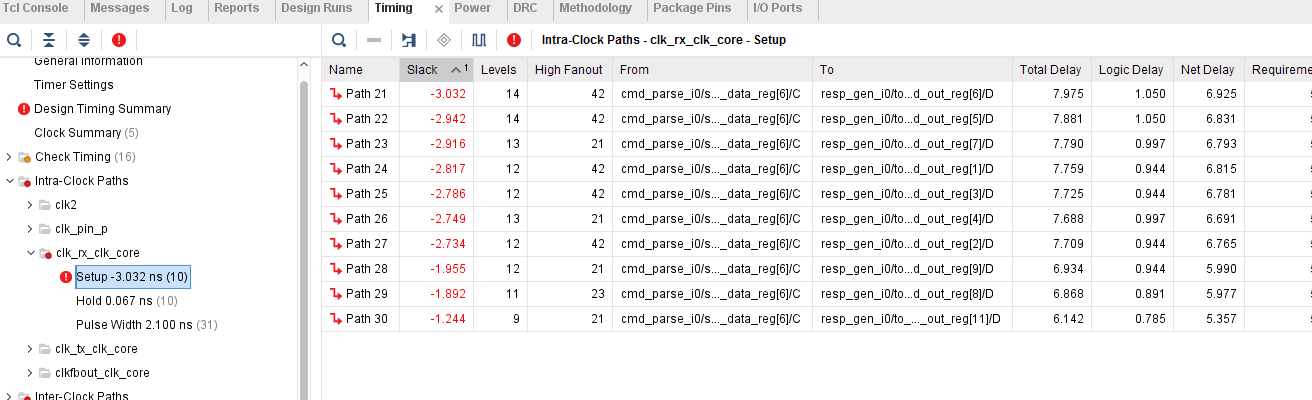 Tcl Console Messages Log Reports Design Runs Timing × Power DRC Methodology Package Pins I/O Ports
Intra-Clock Paths - clk_rx_clk_core - Setup
General Information
Timer Settings
Design Timing Summary
Clock Summary (5)
Check Timing (16)
Intra-Clock Paths
clk2
clk_pin_p
clk_rx_clk_core
Setup -3.032 ns (10)
Hold 0.067 ns (10)
Pulse Width 2.100 ns (31)
clk_tx_clk_core
clkfbout_clk_core
Inter-Clock Paths
Name Slack 1 Levels High Fanout From To Total Delay Logic Delay Net Delay Requireme
Path 21 -3.032 14 42 cmd_parse_i0/s..._data_reg[6]/C resp_gen_i0/to...d_out_reg[6]/D 7.975 1.050 6.925
Path 22 -2.942 14 42 cmd_parse_i0/s..._data_reg[6]/C resp_gen_i0/to...d_out_reg[5]/D 7.881 1.050 6.831
Path 23 -2.916 13 21 cmd_parse_i0/s..._data_reg[6]/C resp_gen_i0/to...d_out_reg[7]/D 7.790 0.997 6.793
Path 24 -2.817 12 42 cmd_parse_i0/s..._data_reg[6]/C resp_gen_i0/to...d_out_reg[1]/D 7.759 0.944 6.815
Path 25 -2.786 12 42 cmd_parse_i0/s..._data_reg[6]/C resp_gen_i0/to...d_out_reg[3]/D 7.725 0.944 6.781
Path 26 -2.749 13 21 cmd_parse_i0/s..._data_reg[6]/C resp_gen_i0/to...d_out_reg[4]/D 7.688 0.997 6.691
Path 27 -2.734 12 42 cmd_parse_i0/s..._data_reg[6]/C resp_gen_i0/to...d_out_reg[2]/D 7.709 0.944 6.765
Path 28 -1.955 12 21 cmd_parse_i0/s..._data_reg[6]/C resp_gen_i0/to...d_out_reg[9]/D 6.934 0.944 5.990
Path 29 -1.892 11 23 cmd_parse_i0/s..._data_reg[6]/C resp_gen_i0/to...d_out_reg[8]/D 6.868 0.891 5.977
Path 30 -1.244 9 21 cmd_parse_i0/s..._data_reg[6]/C resp_gen_i0/to_..._out_reg[11]/D 6.142 0.785 5.357